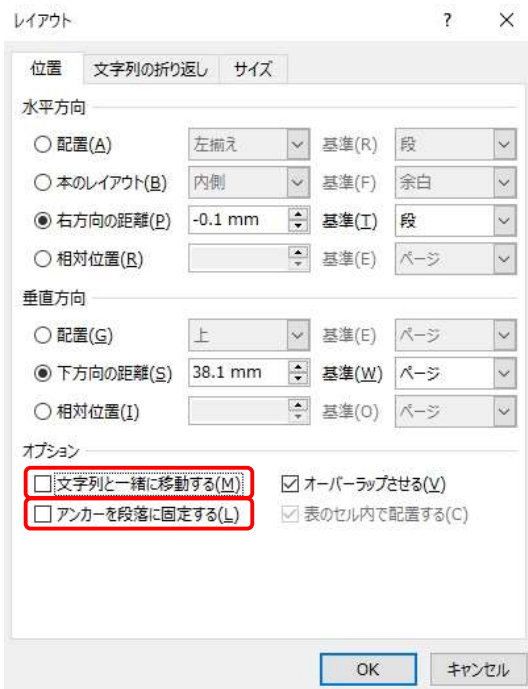 レイアウト ? ×
位置 文字列の折り返し サイズ
水平方向
配置(A) 左揃え 基準(R) 段
本のレイアウト(B) 内側 基準(F) 余白
右方向の距離(P) -0.1 mm 基準(T) 段
相対位置(R) 基準(E) ページ
垂直方向
配置(G) 上 基準(E) ページ
下方向の距離(S) 38.1 mm 基準(W) ページ
相対位置(I) 基準(O) ページ
オプション
文字列と一緒に移動する(M) オーバーラップさせる(V)
アンカーを段落に固定する(L) 表のセル内で配置する(C)
OK キャンセル